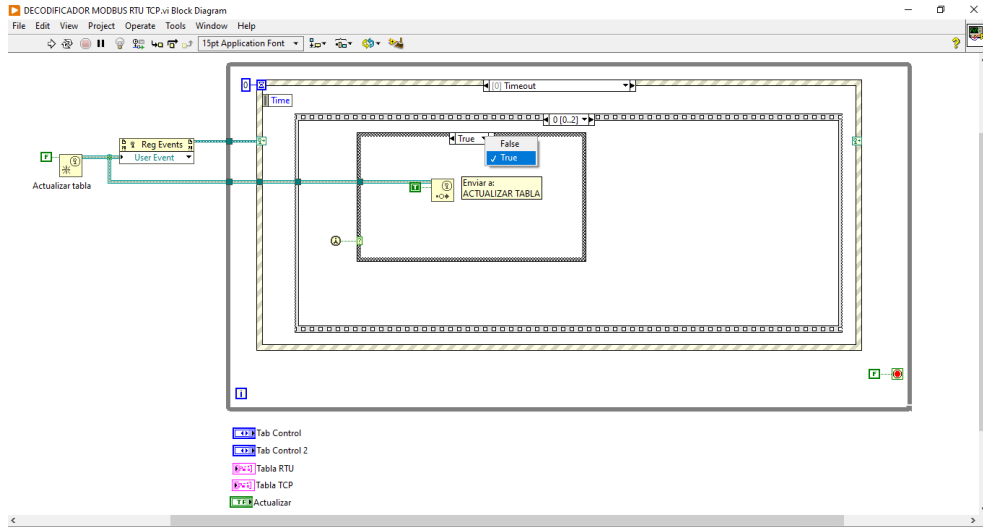 DECODIFICADOR MODBUS RTU TCP.vi Block Diagram
File Edit View Project Operate Tools Window Help
15pt Application Font
?
0
[0] Timeout
Time
0 [0..2]
True
False
✓ True
Reg Events
User Event
F
Actualizar tabla
T
Enviar a:
ACTUALIZAR TABLA
?
F
i
Tab Control
Tab Control 2
Tabla RTU
Tabla TCP
TF
Actualizar